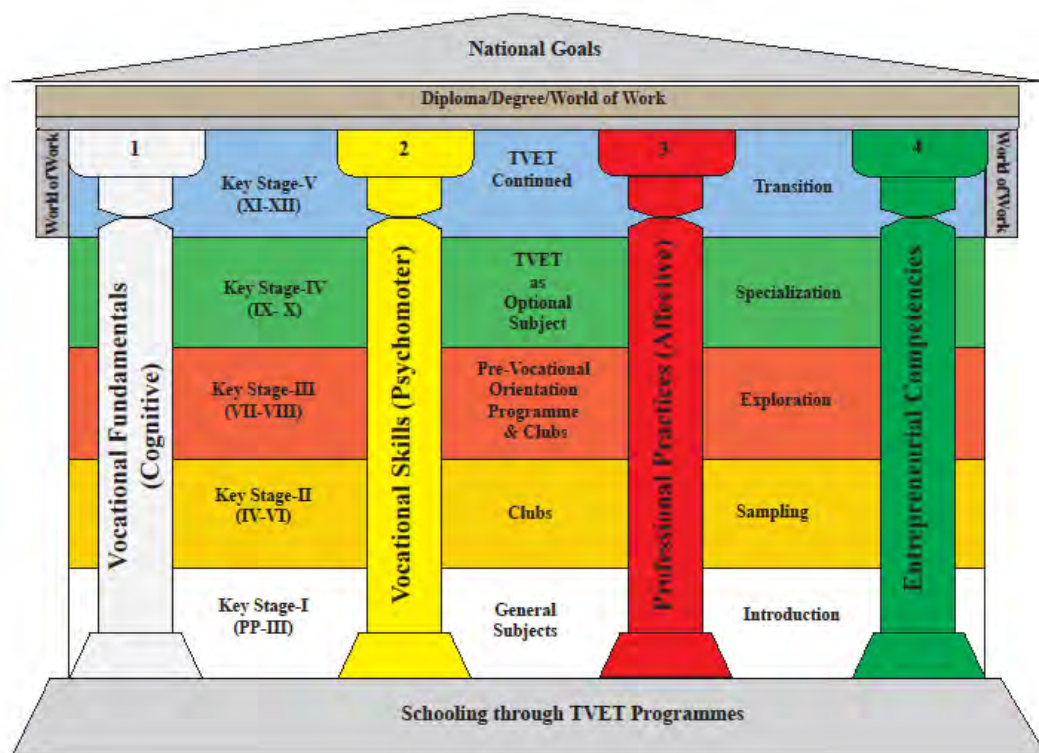 National Goals
Diploma/Degree/World of Work
World of Work
1
2
3
4
World of Work
Key Stage-V
(XI-XII)
TVET
Continued
Transition
Key Stage-IV
(IX- X)
TVET
as
Optional
Subject
Specialization
Key Stage-III
(VII-VIII)
Pre-Vocational
Orientation
Programme
& Clubs
Exploration
Key Stage-II
(IV-VI)
Clubs
Sampling
Key Stage-I
(PP-III)
General
Subjects
Introduction
Vocational Fundamentals
(Cognitive)
Vocational Skills (Psychomoter)
Professional Practices (Affective)
Entrepreneurial Competencies
Schooling through TVET Programmes